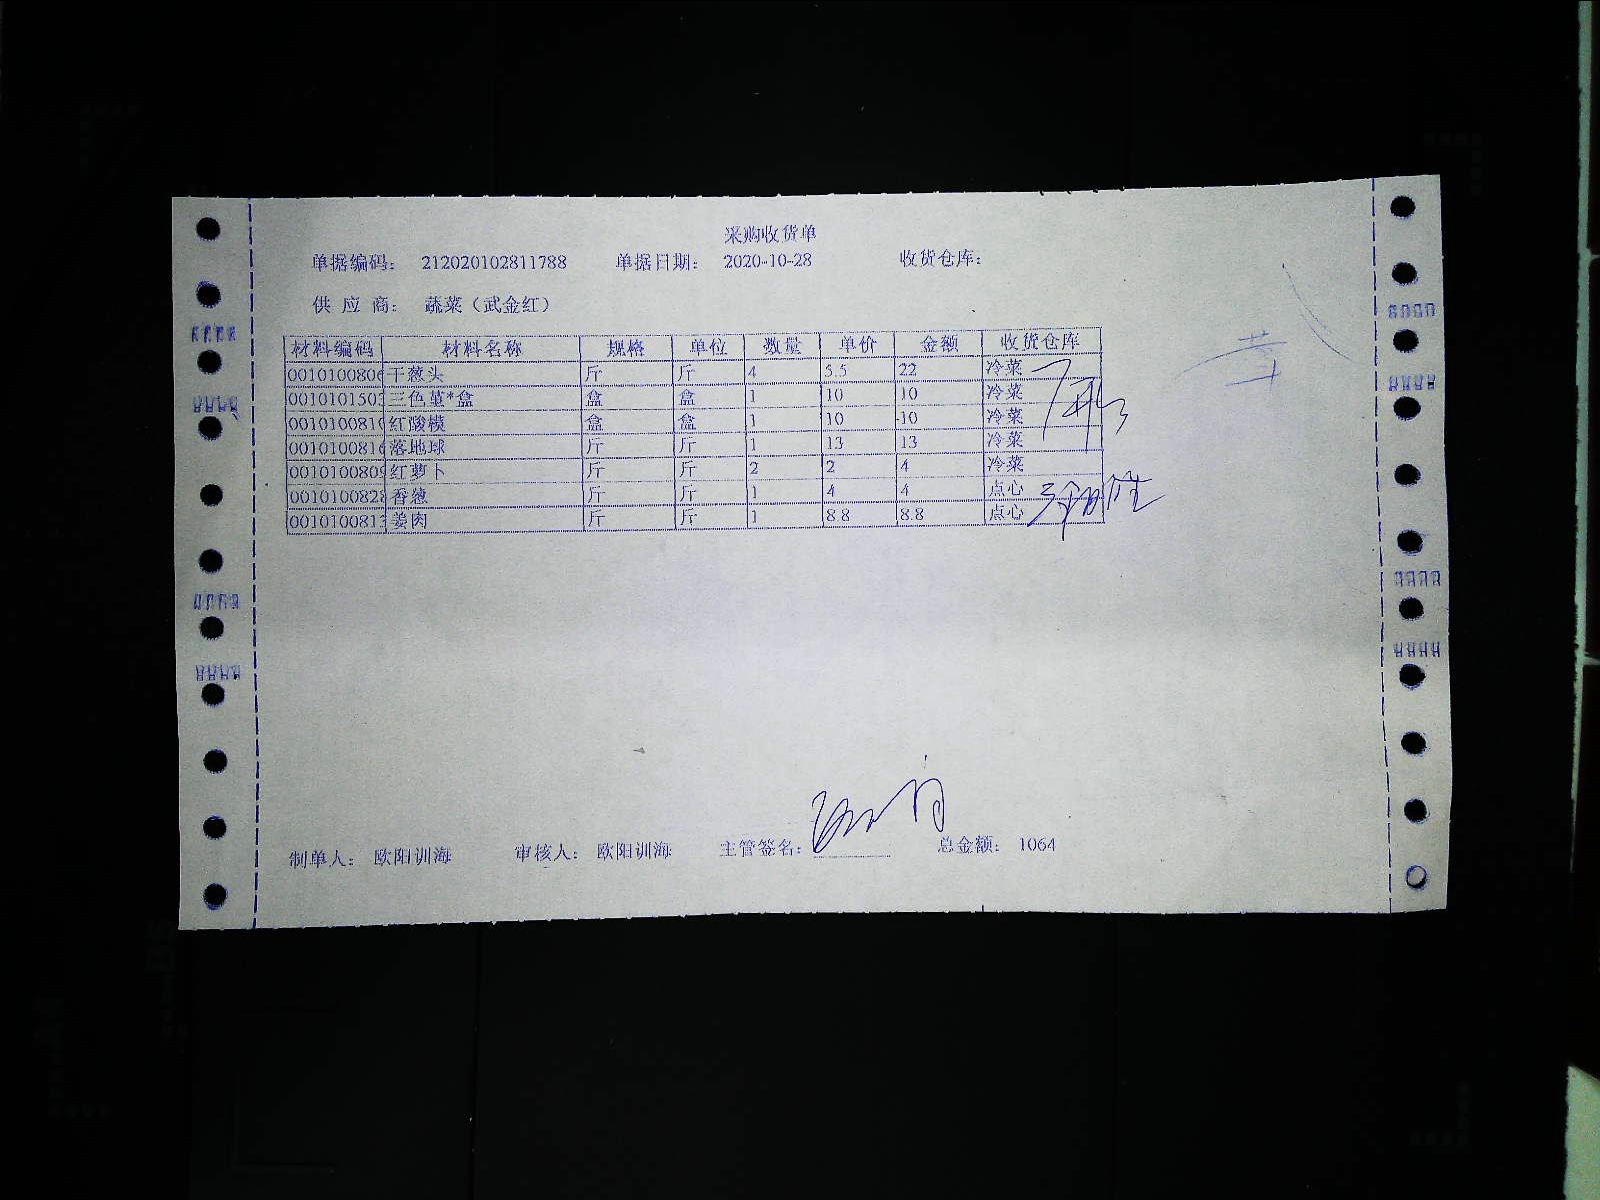 采购收货单
单据编码: 212020102811788 单据日期: 2020-10-28 收货仓库:
供 应 商: 蔬菜（武金红）
材料编码 材料名称 规格 单位 数量 单价 金额 收货仓库
0010100806 干葱头 斤 斤 4 5.5 22 冷菜
0010101503 三色堇*盒 盒 盒 1 10 10 冷菜
0010100810 红酸模 盒 盒 1 10 10 冷菜
0010100816 落地球 斤 斤 1 13 13 冷菜
0010100809 红萝卜 斤 斤 2 2 4 冷菜
0010100828 香葱 斤 斤 1 4 4 点心
0010100813 姜肉 斤 斤 1 8.8 8.8 点心
制单人: 欧阳训海 审核人: 欧阳训海 主管签名: 总金额: 1064